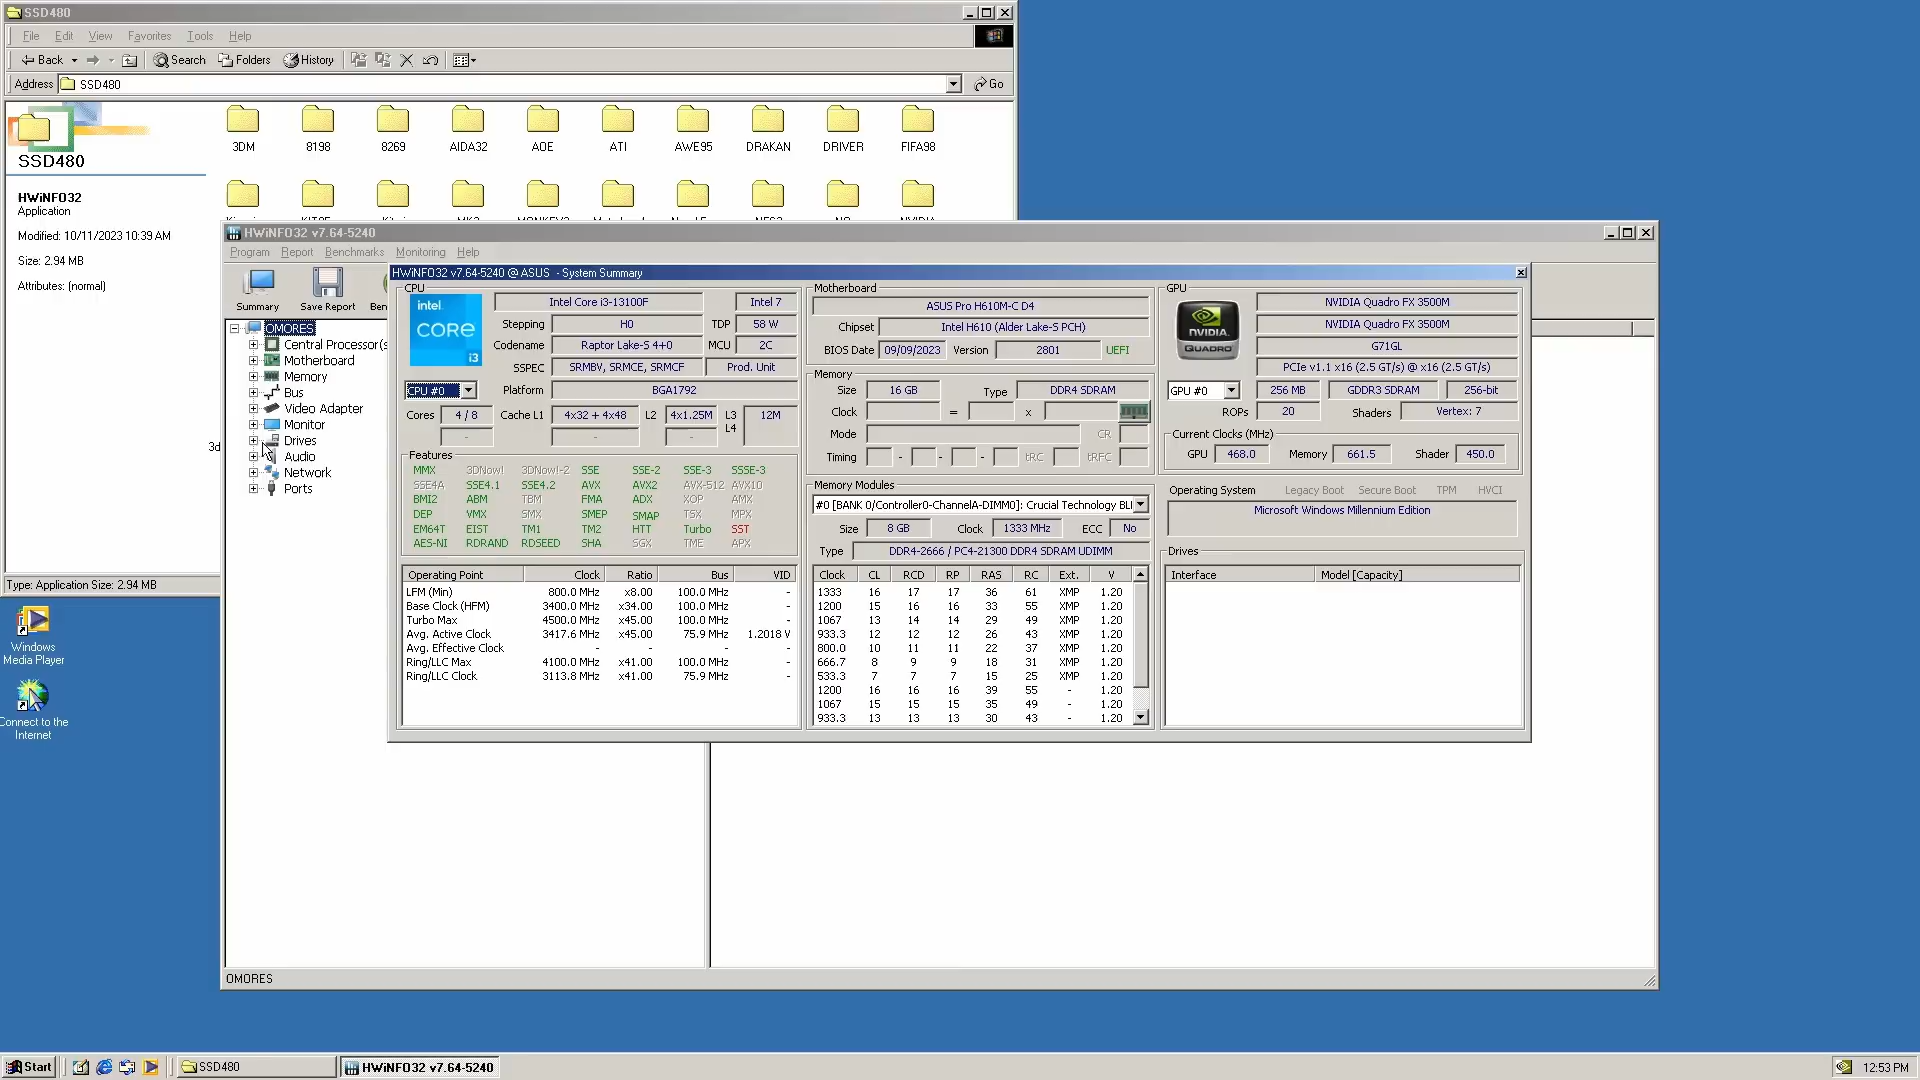 SSD480
File Edit View Favorites Tools Help
Back Search Folders History
Address SSD480 Go
SSD480
HWiNFO32
Application
Modified: 10/11/2023 10:39 AM
Size: 2.94 MB
Attributes: (normal)
3DM 8198 8269 AIDA32 AOE ATI AWE95 DRAKAN DRIVER FIFA98
Type: Application Size: 2.94 MB
HWiNFO32 v7.64-5240
Program Report Benchmarks Monitoring Help
Summary Save Report
OMORES
Central Processor(s
Motherboard
Memory
Bus
Video Adapter
Monitor
Drives
Audio
Network
Ports
OMORES
HWiNFO32 v7.64-5240 @ ASUS - System Summary
CPU
intel.
CORE
i3
Intel Core i3-13100F Intel 7
Stepping H0 TDP 58 W
Codename Raptor Lake-S 4+0 MCU 2C
SSPEC SRMBV, SRMCE, SRMCF Prod. Unit
CPU #0 Platform BGA1792
Cores 4 / 8 Cache L1 4x32 + 4x48 L2 4x1.25M L3 12M
- - - L4
Features
MMX 3DNow! 3DNow!-2 SSE SSE-2 SSE-3 SSSE-3
SSE4A SSE4.1 SSE4.2 AVX AVX2 AVX-512 AVX10
BMI2 ABM TBM FMA ADX XOP AMX
DEP VMX SMX SMEP SMAP TSX MPX
EM64T EIST TM1 TM2 HTT Turbo SST
AES-NI RDRAND RDSEED SHA SGX TME APX
Operating Point Clock Ratio Bus VID
LFM (Min) 800.0 MHz x8.00 100.0 MHz -
Base Clock (HFM) 3400.0 MHz x34.00 100.0 MHz -
Turbo Max 4500.0 MHz x45.00 100.0 MHz -
Avg. Active Clock 3417.6 MHz x45.00 75.9 MHz 1.2018 V
Avg. Effective Clock - - - -
Ring/LLC Max 4100.0 MHz x41.00 100.0 MHz -
Ring/LLC Clock 3113.8 MHz x41.00 75.9 MHz -
Motherboard
ASUS Pro H610M-C D4
Chipset Intel H610 (Alder Lake-S PCH)
BIOS Date 09/09/2023 Version 2801 UEFI
Memory
Size 16 GB Type DDR4 SDRAM
Clock = x
Mode CR
Timing - - - tRC tRFC
Memory Modules
#0 [BANK 0/Controller0-ChannelA-DIMM0]: Crucial Technology BLI
Size 8 GB Clock 1333 MHz ECC No
Type DDR4-2666 / PC4-21300 DDR4 SDRAM UDIMM
Clock CL RCD RP RAS RC Ext. V
1333 16 17 17 36 61 XMP 1.20
1200 15 16 16 33 55 XMP 1.20
1067 13 14 14 29 49 XMP 1.20
933.3 12 12 12 26 43 XMP 1.20
800.0 10 11 11 22 37 XMP 1.20
666.7 8 9 9 18 31 XMP 1.20
533.3 7 7 7 15 25 XMP 1.20
1200 16 16 16 39 55 - 1.20
1067 15 15 15 35 49 - 1.20
933.3 13 13 13 30 43 - 1.20
GPU
NVIDIA.
QUADRO
NVIDIA Quadro FX 3500M
NVIDIA Quadro FX 3500M
G71GL
PCIe v1.1 x16 (2.5 GT/s) @ x16 (2.5 GT/s)
GPU #0 256 MB GDDR3 SDRAM 256-bit
ROPs 20 Shaders Vertex: 7
Current Clocks (MHz)
GPU 468.0 Memory 661.5 Shader 450.0
Operating System Legacy Boot Secure Boot TPM HVCI
Microsoft Windows Millennium Edition
Drives
Interface Model [Capacity]
Windows
Media Player
Connect to the
Internet
Start SSD480 HWiNFO32 v7.64-5240 12:53 PM